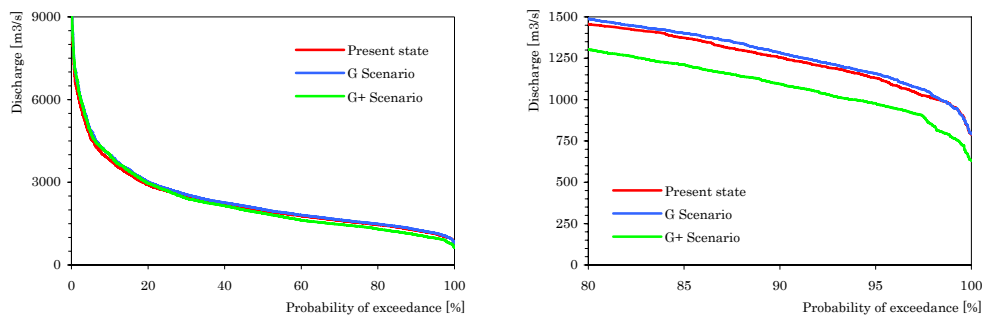 Discharge [m3/s]
9000
6000
3000
0
Present state
G Scenario
G+ Scenario
0
20
40
60
80
100
Probability of exceedance [%]
Discharge [m3/s]
1500
1250
1000
750
500
250
0
Present state
G Scenario
G+ Scenario
80
85
90
95
100
Probability of exceedance [%]